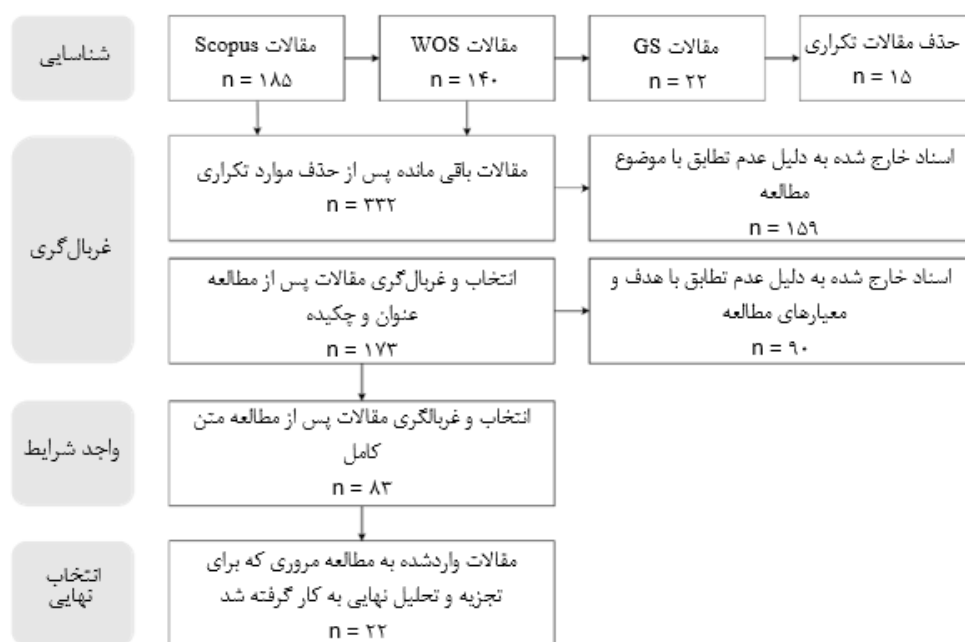 شناسایی
مقالات Scopus
n = ۱۸۵
مقالات WOS
n = ۱۴۰
مقالات GS
n = ۲۲
حذف مقالات تکراری
n = ۱۵
غربال‌گری
مقالات باقی مانده پس از حذف موارد تکراری
n = ۳۳۲
اسناد خارج شده به دلیل عدم تطابق با موضوع
مطالعه
n = ۱۵۹
انتخاب و غربال‌گری مقالات پس از مطالعه
عنوان و چکیده
n = ۱۷۳
اسناد خارج شده به دلیل عدم تطابق با هدف و
معیارهای مطالعه
n = ۹۰
واجد شرایط
انتخاب و غربالگری مقالات پس از مطالعه متن
کامل
n = ۸۳
انتخاب
نهایی
مقالات واردشده به مطالعه مروری که برای
تجزیه و تحلیل نهایی به کار گرفته شد
n = ۲۲